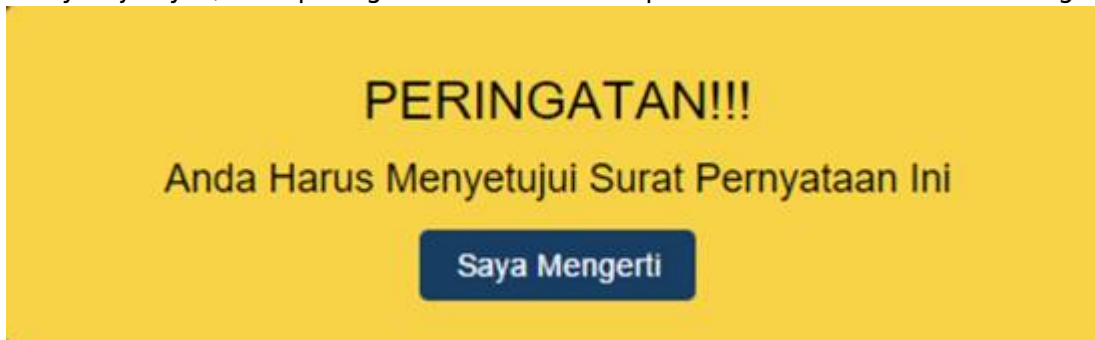 PERINGATAN!!!
Anda Harus Menyetujui Surat Pernyataan Ini
Saya Mengerti